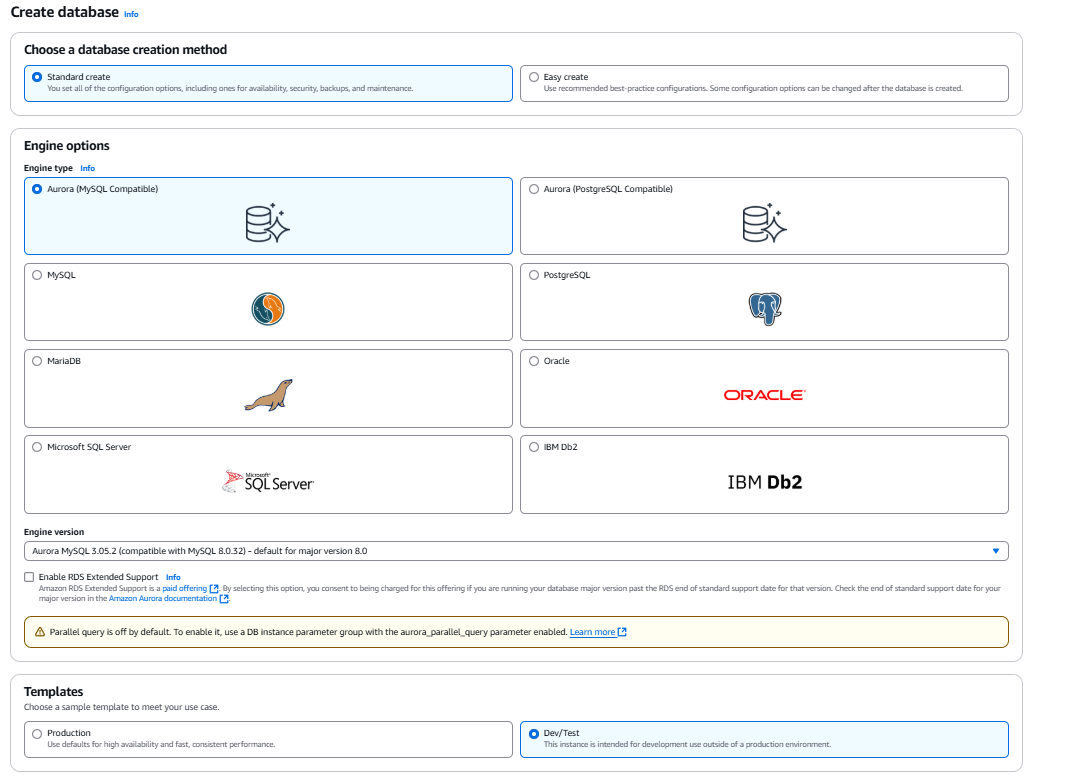 Create database Info
Choose a database creation method
Standard create
You set all of the configuration options, including ones for availability, security, backups, and maintenance.
Easy create
Use recommended best-practice configurations. Some configuration options can be changed after the database is created.
Engine options
Engine type Info
Aurora (MySQL Compatible)
Aurora (PostgreSQL Compatible)
MySQL
PostgreSQL
MariaDB
Oracle
ORACLE
Microsoft SQL Server
Microsoft
SQL Server
IBM Db2
IBM Db2
Engine version
Aurora MySQL 3.05.2 (compatible with MySQL 8.0.32) - default for major version 8.0
Enable RDS Extended Support Info
Amazon RDS Extended Support is a paid offering. By selecting this option, you consent to being charged for this offering if you are running your database major version past the RDS end of standard support date for that version. Check the end of standard support date for your
major version in the Amazon Aurora documentation.
Parallel query is off by default. To enable it, use a DB instance parameter group with the aurora_parallel_query parameter enabled. Learn more
Templates
Choose a sample template to meet your use case.
Production
Use defaults for high availability and fast, consistent performance.
Dev/Test
This instance is intended for development use outside of a production environment.